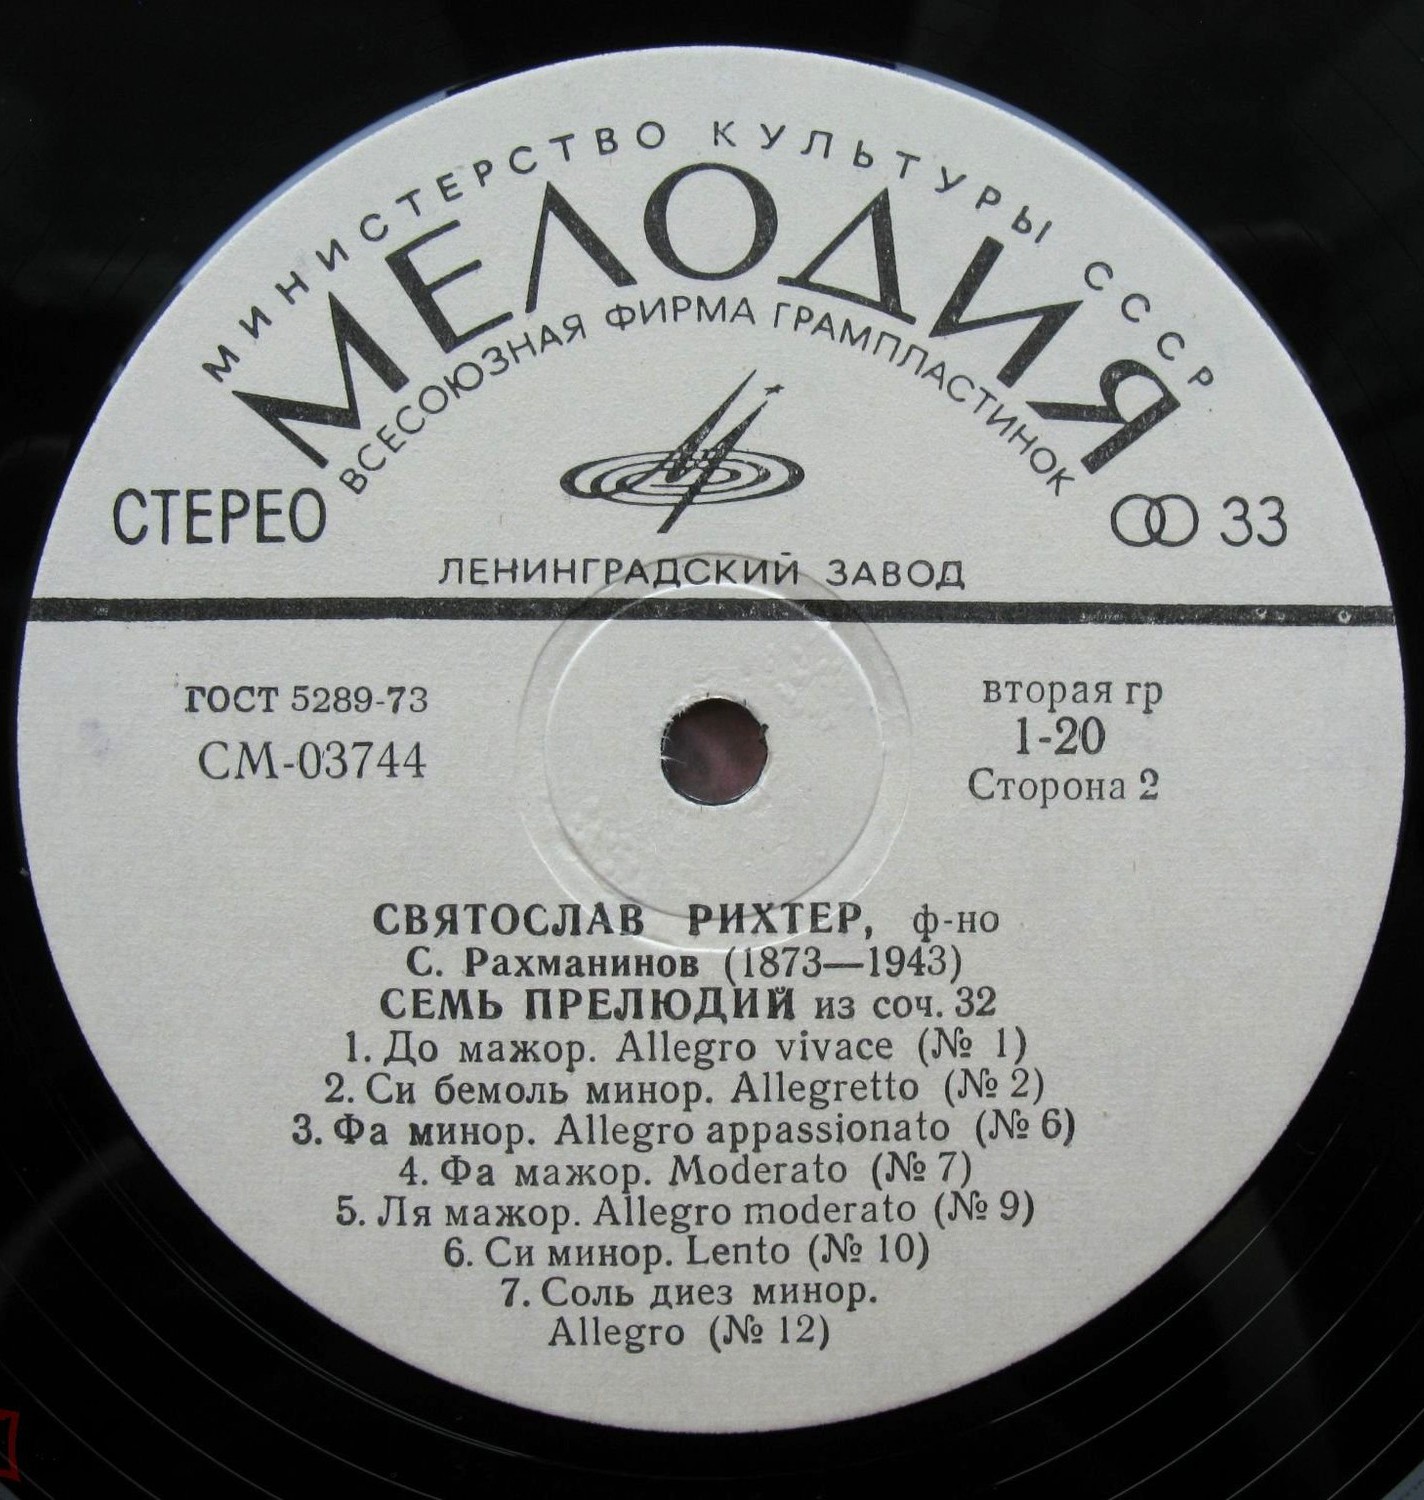 МИНИСТЕРСТВО КУЛЬТУРЫ СССР
МЕЛОДИЯ
ВСЕСОЮЗНАЯ ФИРМА ГРАМПЛАСТИНОК
СТЕРЕО
33
ЛЕНИНГРАДСКИЙ ЗАВОД
ГОСТ 5289-73
СМ-03744
вторая гр
1-20
Сторона 2
СВЯТОСЛАВ РИХТЕР, ф-но
С. Рахманинов (1873—1943)
СЕМЬ ПРЕЛЮДИЙ из соч. 32
1. До мажор. Allegro vivace (№ 1)
2. Си бемоль минор. Allegretto (№ 2)
3. Фа минор. Allegro appassionato (№ 6)
4. Фа мажор. Moderato (№ 7)
5. Ля мажор. Allegro moderato (№ 9)
6. Си минор. Lento (№ 10)
7. Соль диез минор.
Allegro (№ 12)